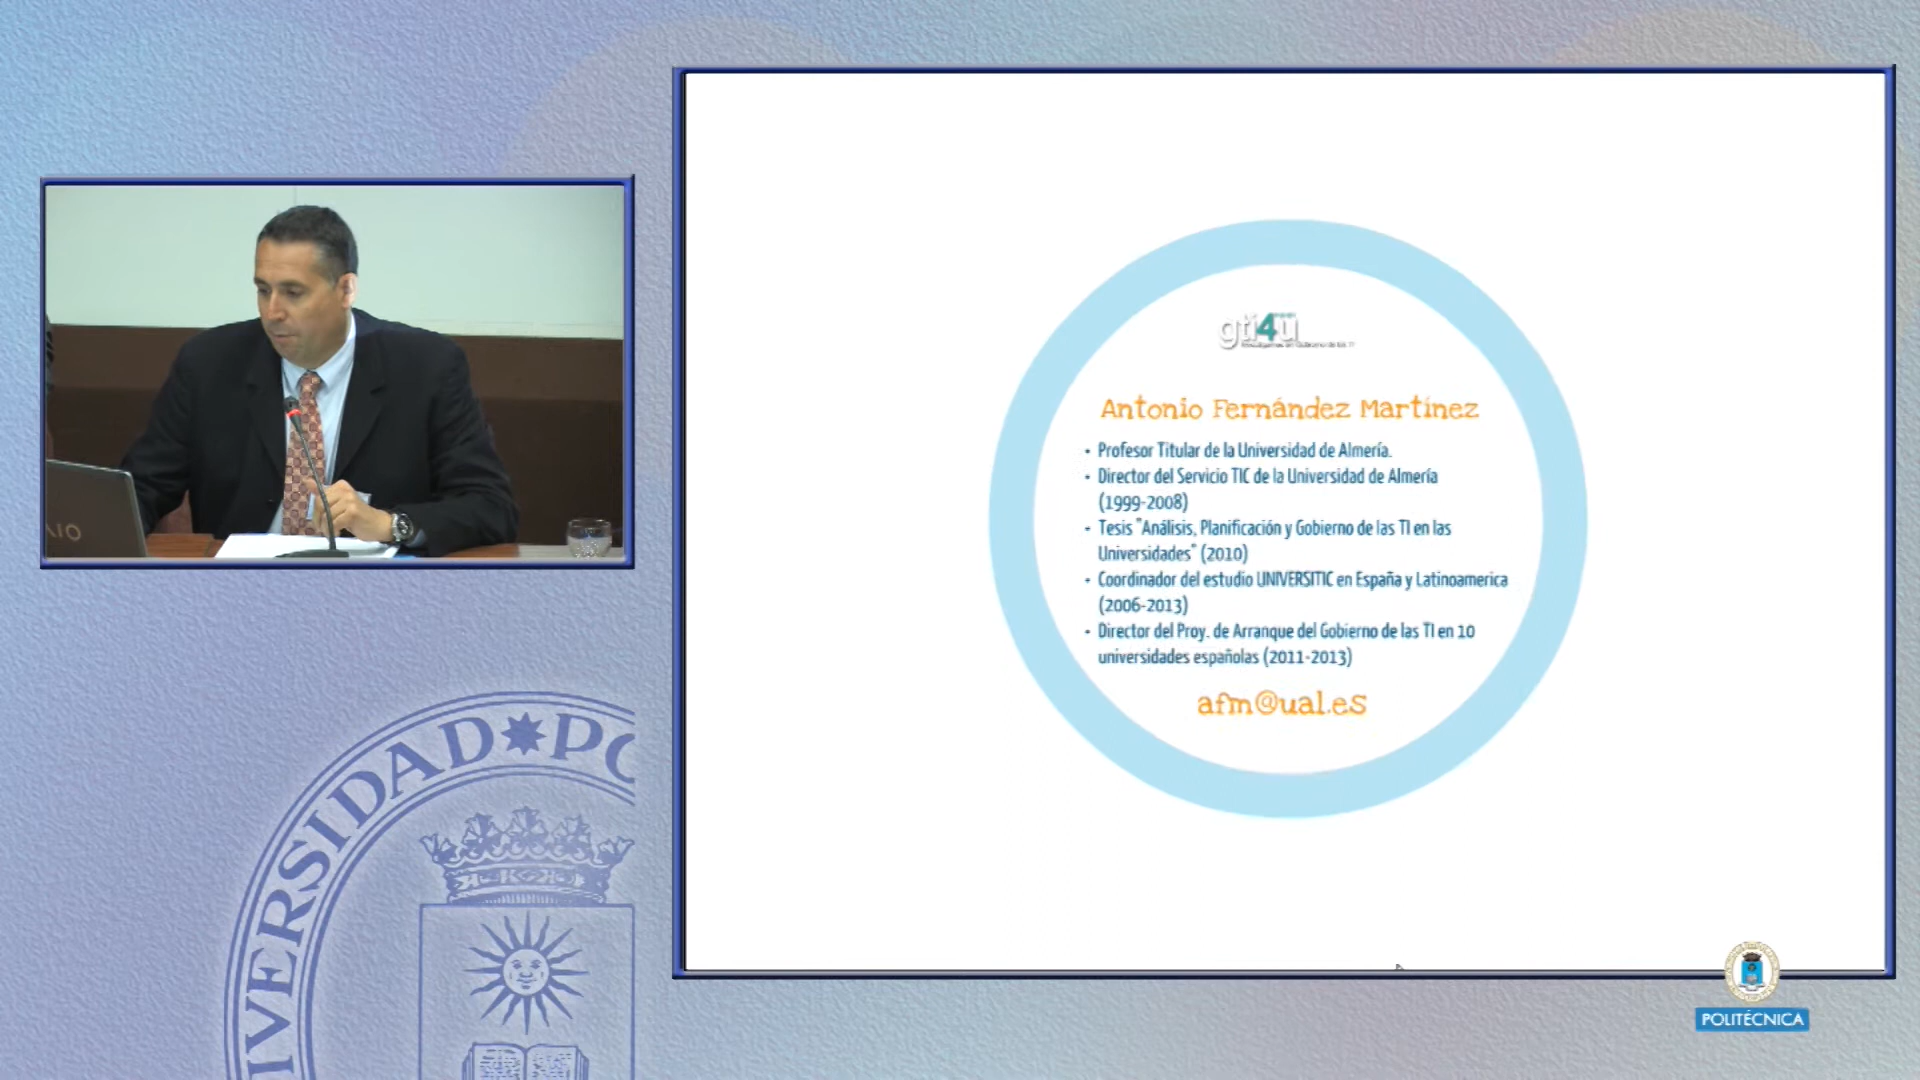 gti4u
Antonio Fernández Martínez
- Profesor Titular de la Universidad de Almería.
- Director del Servicio TIC de la Universidad de Almería
(1999-2008)
- Tesis "Análisis, Planificación y Gobierno de las TI en las
Universidades" (2010)
- Coordinador del estudio UNIVERSITIC en España y Latinoamerica
(2006-2013)
- Director del Proy. de Arranque del Gobierno de las TI en 10
universidades españolas (2011-2013)
afm@ual.es
IVERSIDAD PO
POLITÉCNICA